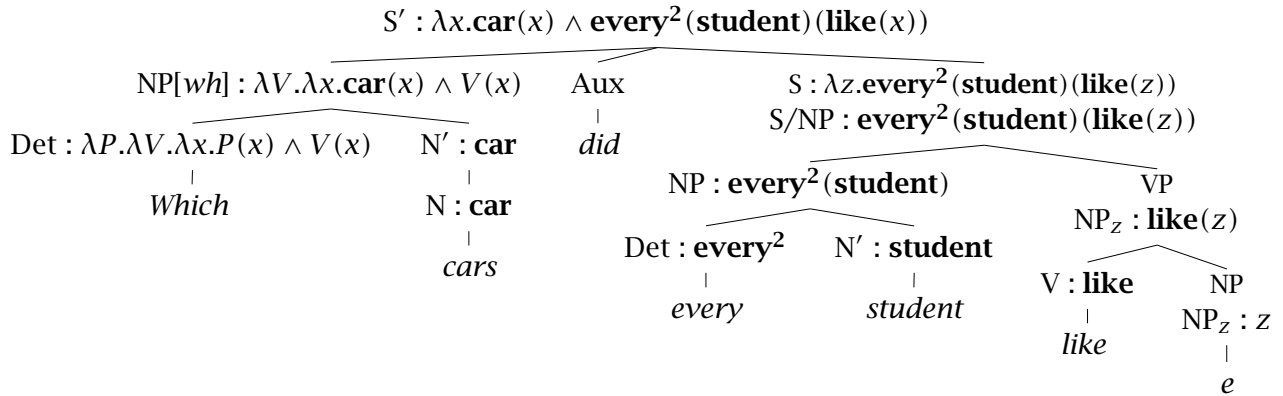 S′ : λx.car(x) ∧ every²(student)(like(x))
NP[wh] : λV.λx.car(x) ∧ V(x) Aux S : λz.every²(student)(like(z))
did S/NP : every²(student)(like(z))
Det : λP.λV.λx.P(x) ∧ V(x) N′ : car
Which N : car NP : every²(student) VP
cars NP_z : like(z)
Det : every² N′ : student
every student V : like NP
like NP_z : z
e